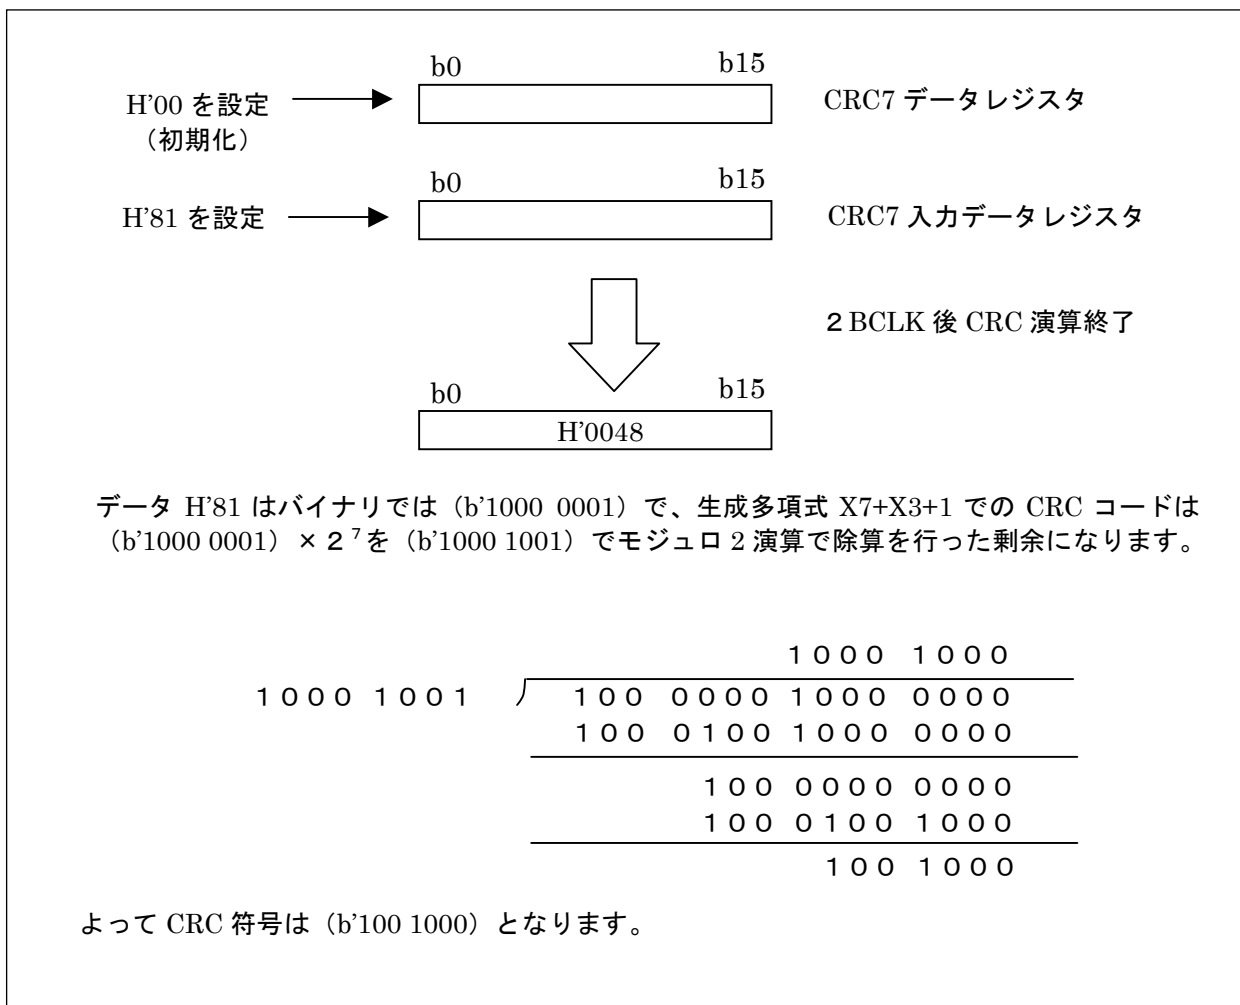 b0 b15
H’00 を設定
（初期化）
CRC7 データレジスタ
b0 b15
H’81 を設定
CRC7 入力データレジスタ
２BCLK 後 CRC 演算終了
b0 b15
H’0048
データ H’81 はバイナリでは（b’1000 0001）で、生成多項式 X7+X3+1 での CRC コードは
（b’1000 0001）×２⁷を（b’1000 1001）でモジュロ 2 演算で除算を行った剰余になります。
１０００ １０００
１０００ １００１ １００ ００００ １０００ ００００
１００ ０１００ １０００ ００００
１００ ００００ ００００
１００ ０１００ １０００
１００ １０００
よって CRC 符号は（b’100 1000）となります。